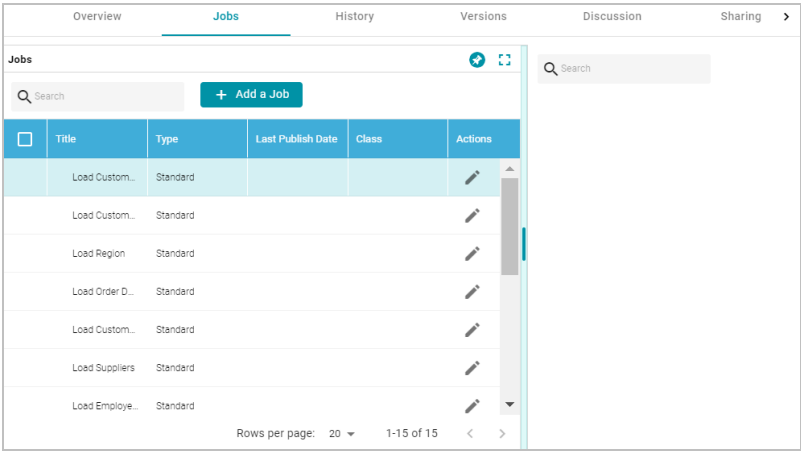 Overview Jobs History Versions Discussion Sharing
Jobs
Search
+ Add a Job
Search
Title Type Last Publish Date Class Actions
Load Custom... Standard
Load Custom... Standard
Load Region Standard
Load Order D... Standard
Load Custom... Standard
Load Suppliers Standard
Load Employe... Standard
Rows per page: 20 1-15 of 15